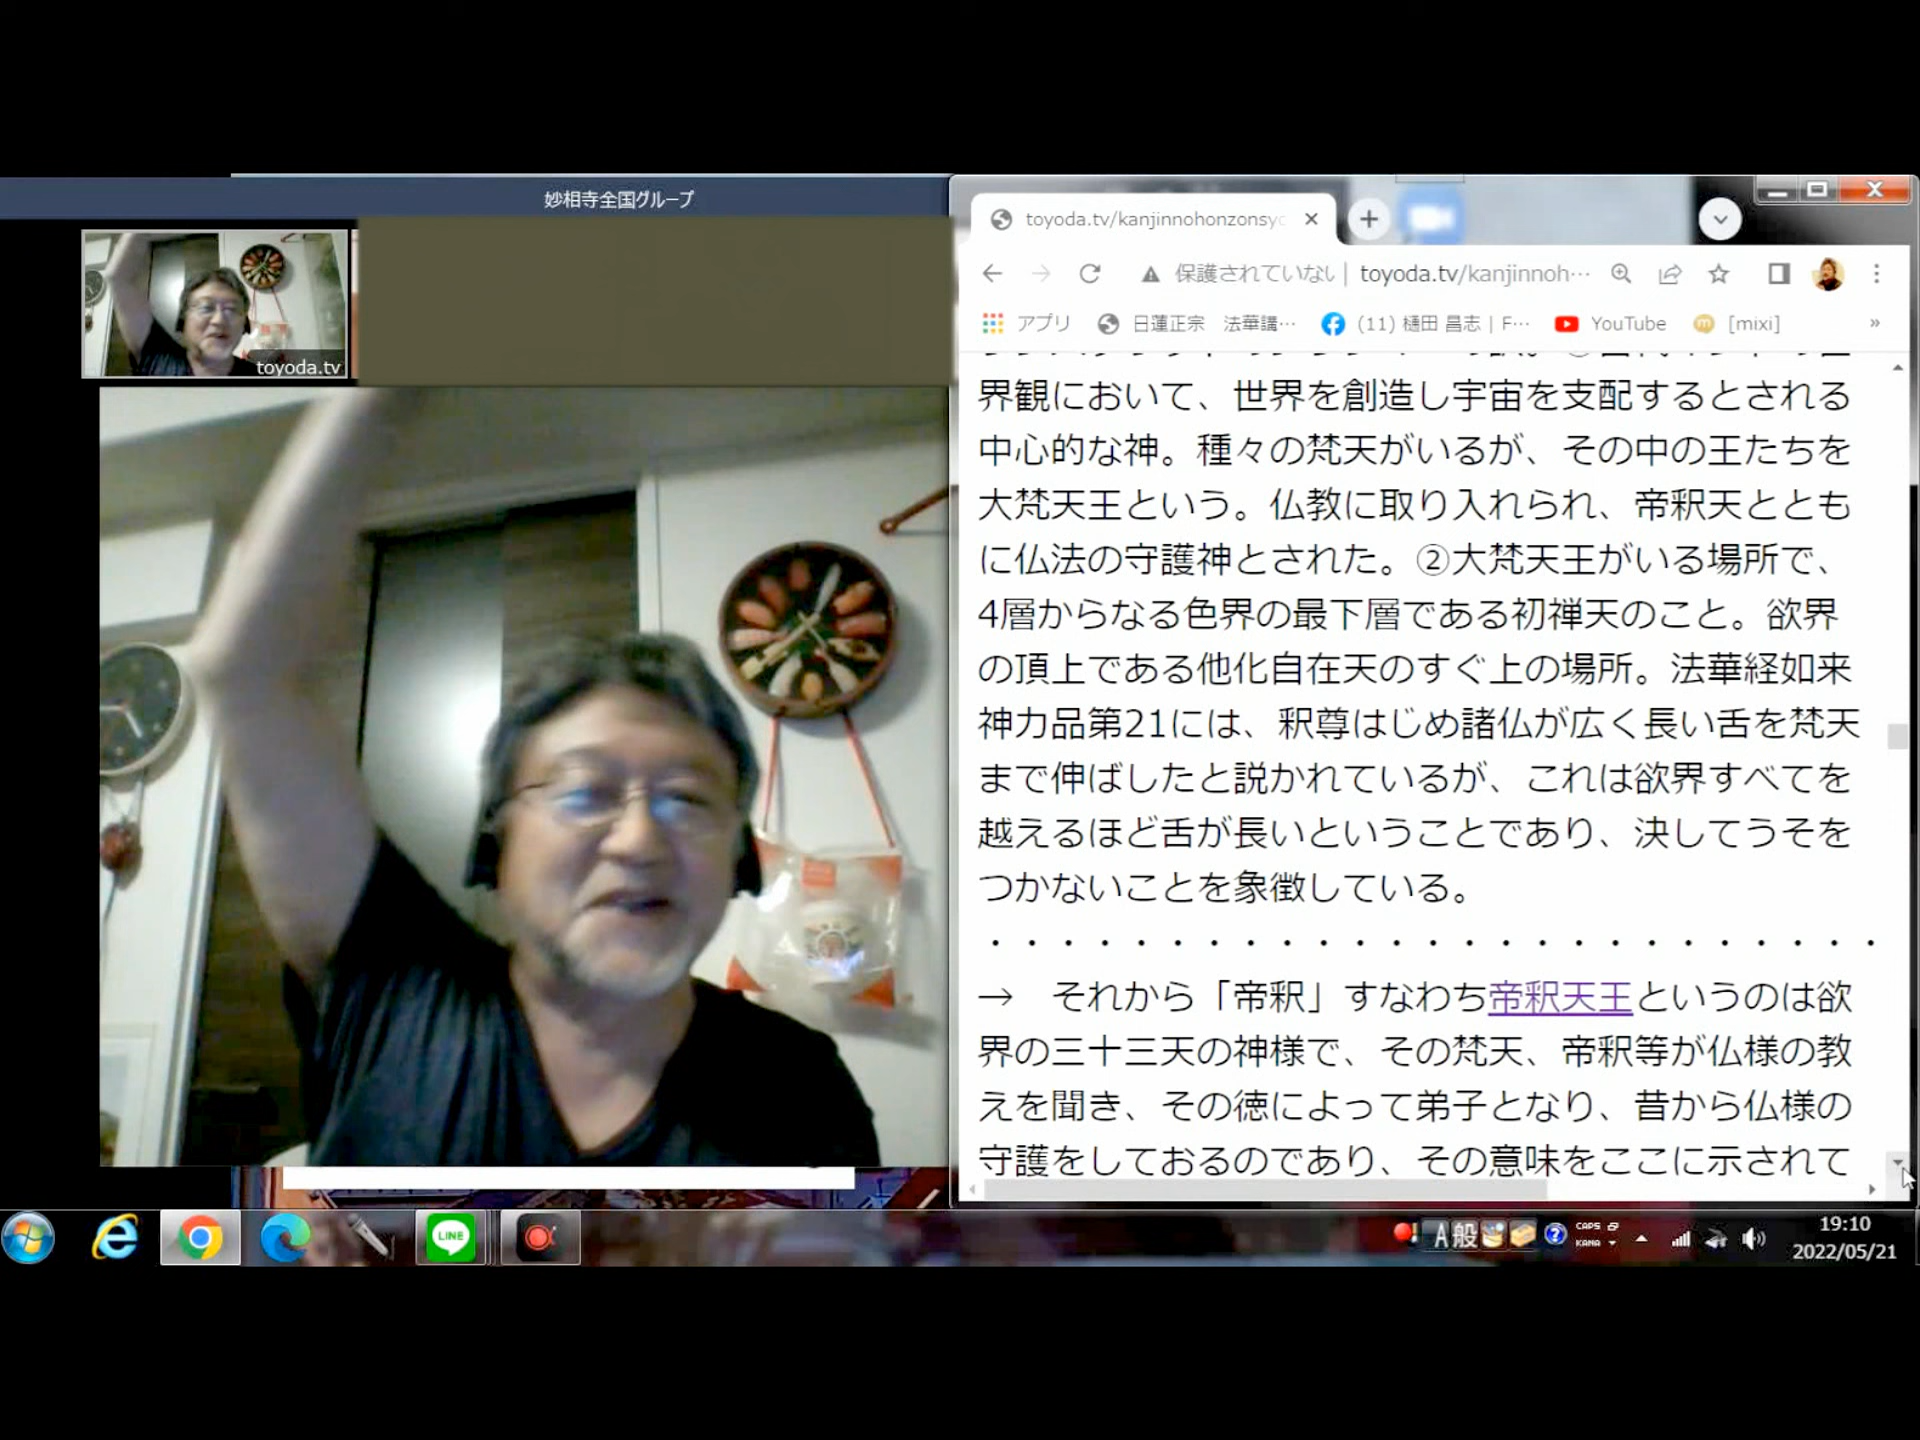 妙相寺全国グループ
toyoda.tv
toyoda.tv/kanjinnohonzonsyc
保護されていない
toyoda.tv/kanjinnoh…
アプリ
日蓮正宗 法華講…
(11) 樋田 昌志 | F…
YouTube
[mixi]
»
界観において、世界を創造し宇宙を支配するとされる
中心的な神。種々の梵天がいるが、その中の王たちを
大梵天王という。仏教に取り入れられ、帝釈天ととも
に仏法の守護神とされた。②大梵天王がいる場所で、
4層からなる色界の最下層である初禅天のこと。欲界
の頂上である他化自在天のすぐ上の場所。法華経如来
神力品第21には、釈尊はじめ諸仏が広く長い舌を梵天
まで伸ばしたと説かれているが、これは欲界すべてを
越えるほど舌が長いということであり、決してうそを
つかないことを象徴している。
・・・・・・・・・・・・・・・・・・・・・・・・・
→ それから「帝釈」すなわち帝釈天王というのは欲
界の三十三天の神様で、その梵天、帝釈等が仏様の教
えを聞き、その徳によって弟子となり、昔から仏様の
守護をしておるのであり、その意味をここに示されて
LINE
A 般
CAPS
KANA
19:10
2022/05/21